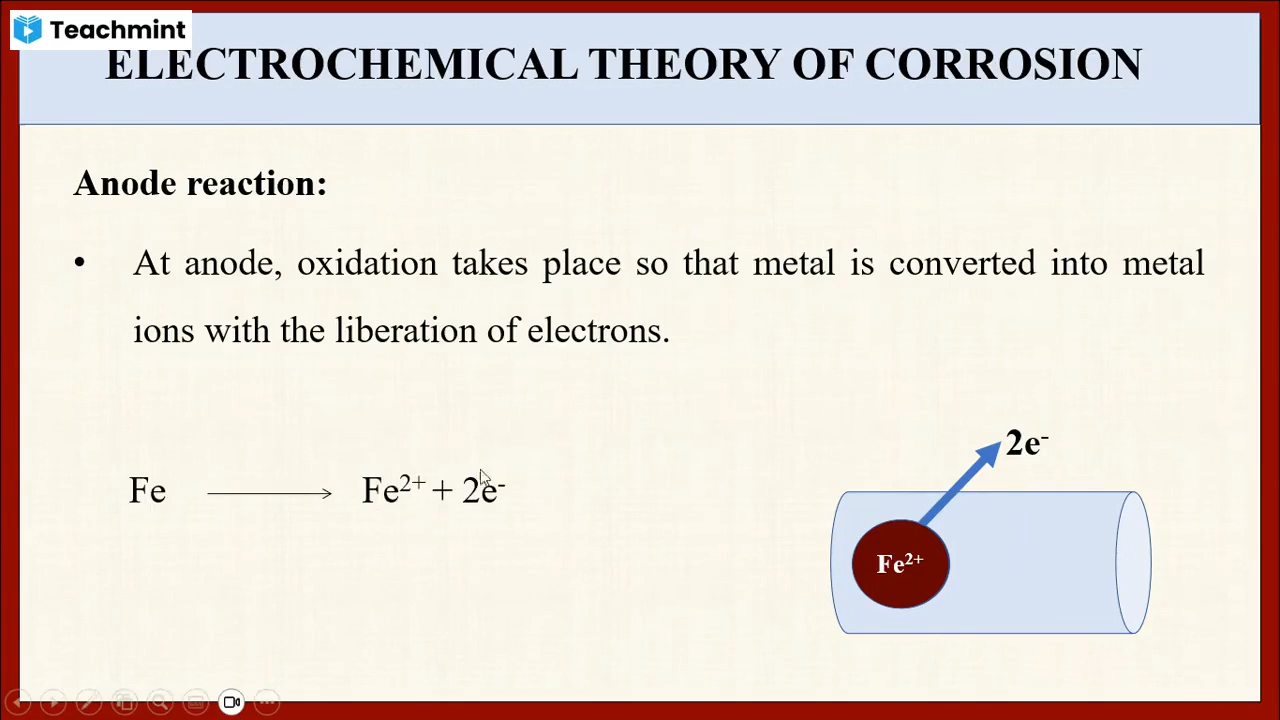 Teachmint
ELECTROCHEMICAL THEORY OF CORROSION
Anode reaction:
• At anode, oxidation takes place so that metal is converted into metal
ions with the liberation of electrons.
2e⁻
Fe ⟶ Fe²⁺ + 2e⁻
Fe²⁺